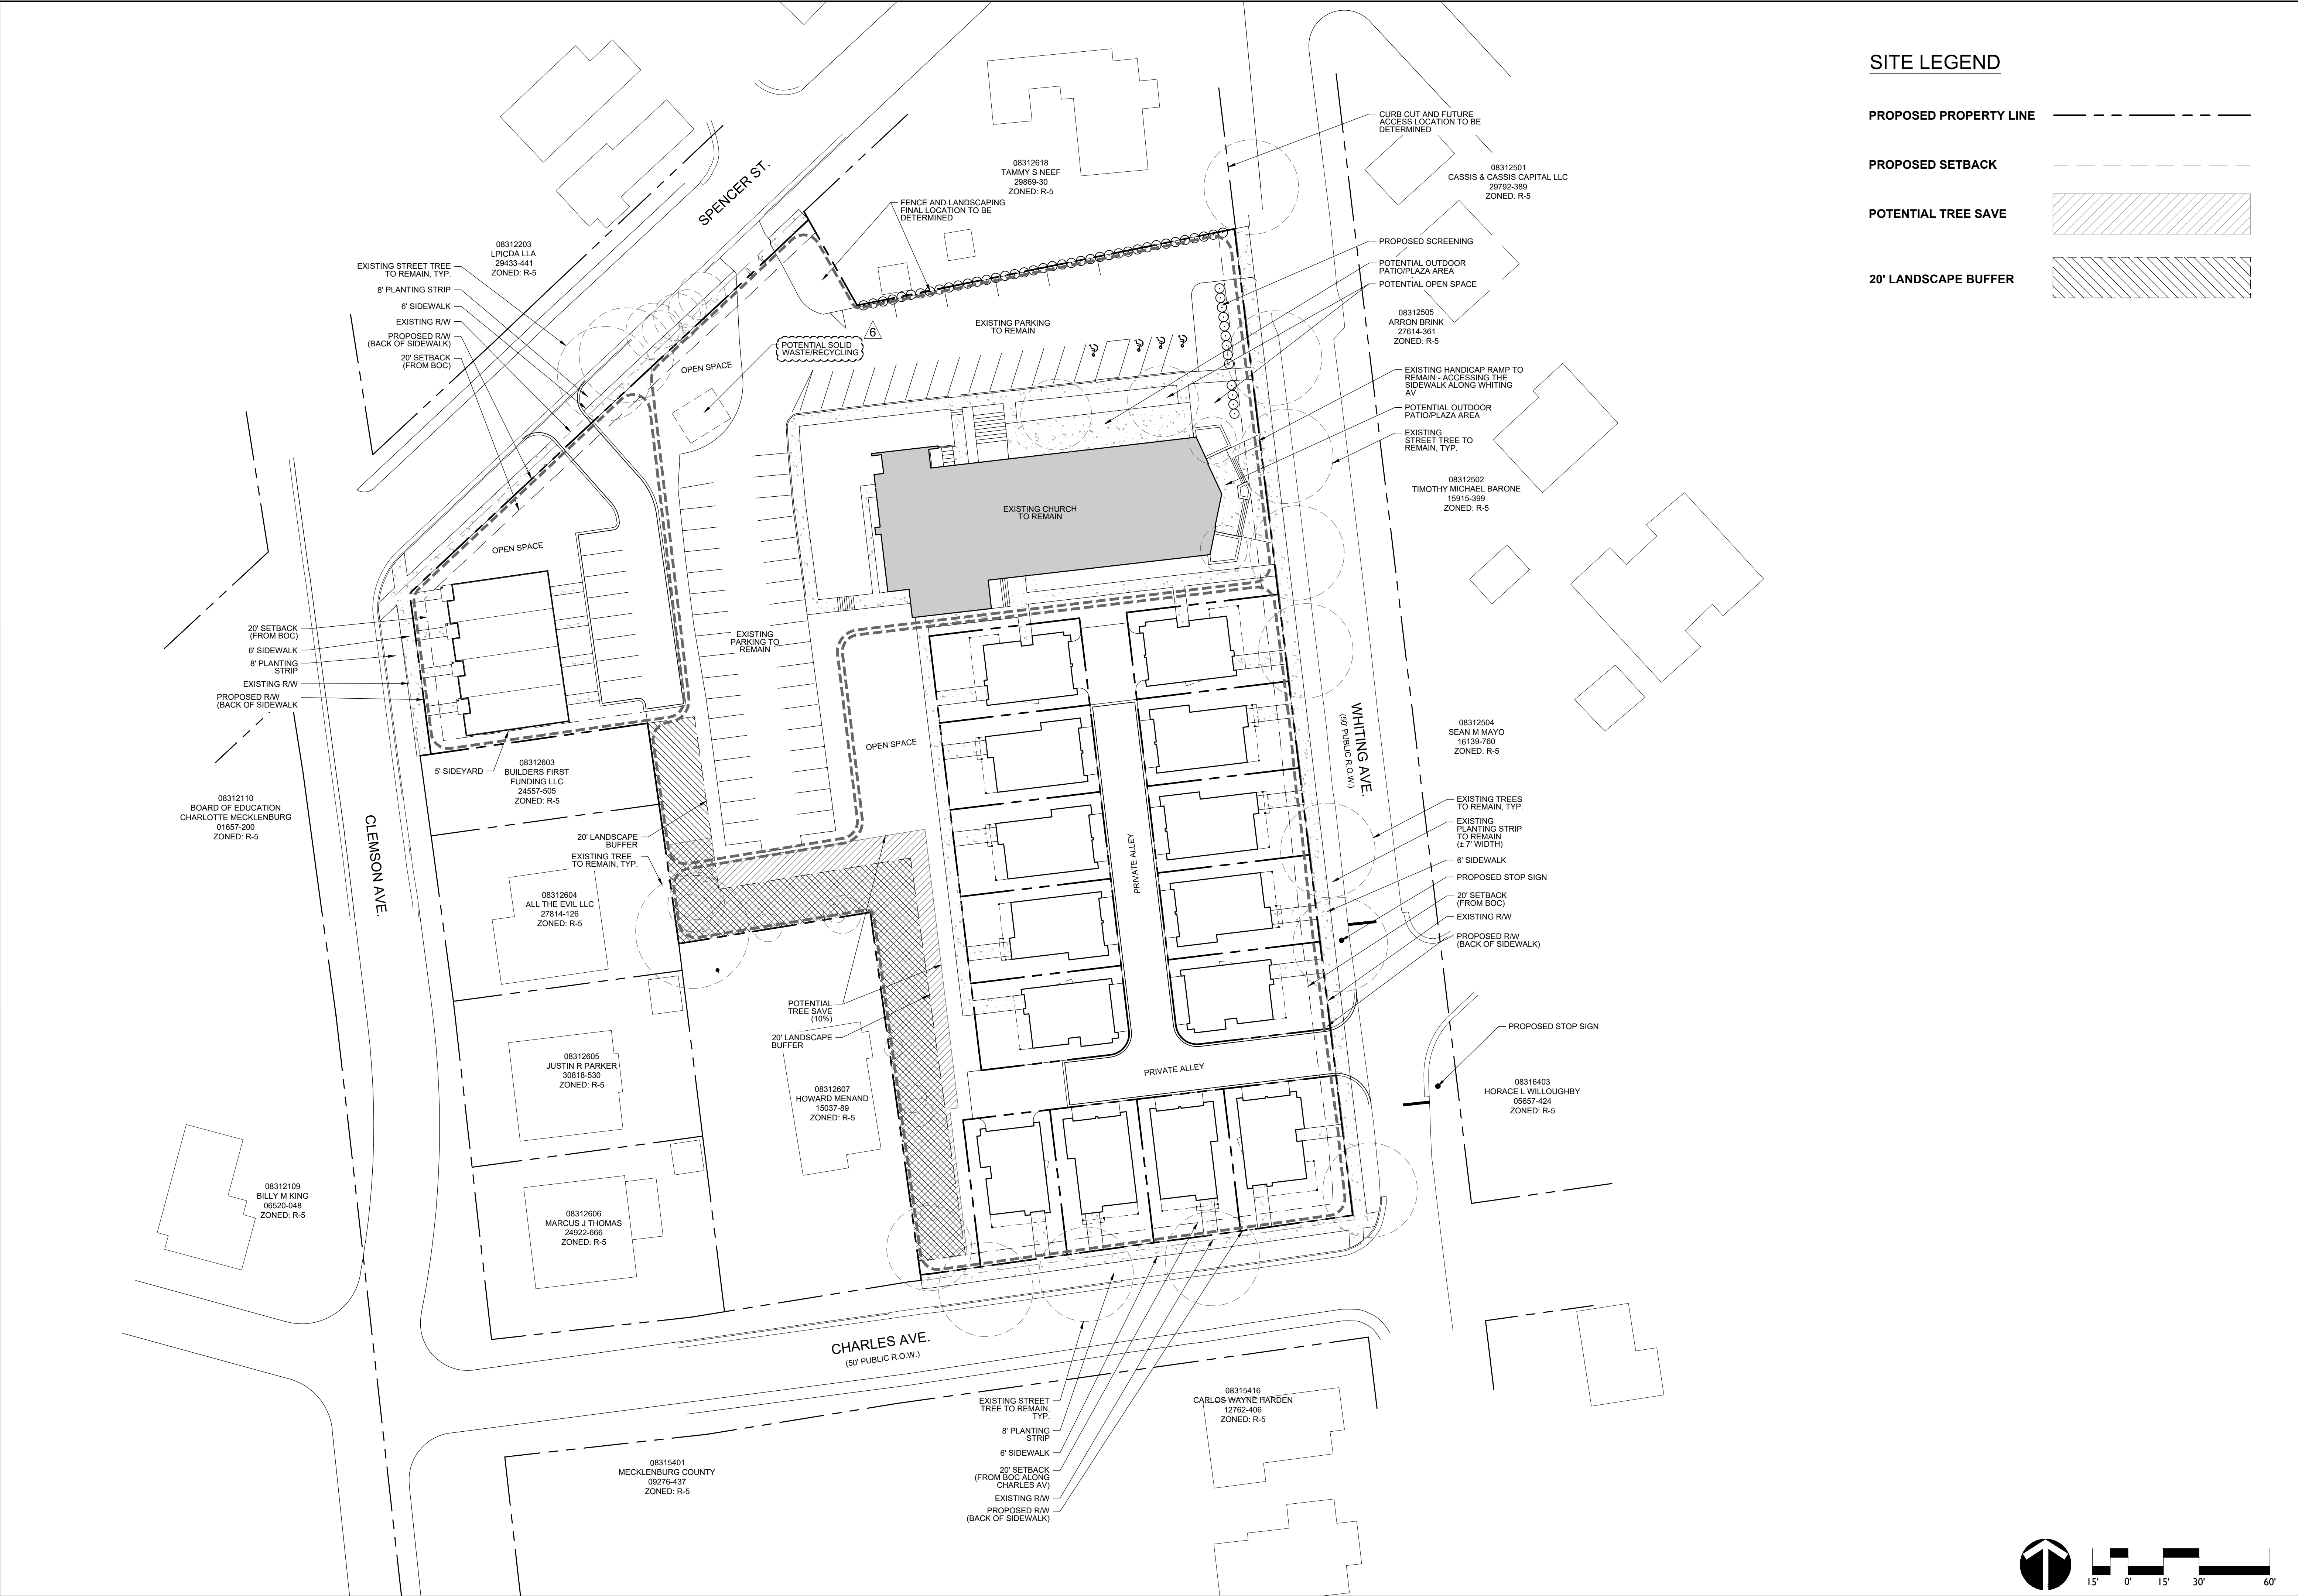 SITE LEGEND
PROPOSED PROPERTY LINE
PROPOSED SETBACK
POTENTIAL TREE SAVE
20' LANDSCAPE BUFFER
CURB CUT AND FUTURE
ACCESS LOCATION TO BE
DETERMINED
08312501
CASSIS & CASSIS CAPITAL LLC
29792-389
ZONED: R-5
08312618
TAMMY S NEEF
29869-30
ZONED: R-5
SPENCER ST.
FENCE AND LANDSCAPING
FINAL LOCATION TO BE
DETERMINED
08312203
LPICDA LLA
29433-441
ZONED: R-5
EXISTING STREET TREE
TO REMAIN, TYP.
8' PLANTING STRIP
6' SIDEWALK
EXISTING R/W
PROPOSED R/W
(BACK OF SIDEWALK)
20' SETBACK
(FROM BOC)
PROPOSED SCREENING
POTENTIAL OUTDOOR
PATIO/PLAZA AREA
POTENTIAL OPEN SPACE
08312505
ARRON BRINK
27614-361
ZONED: R-5
EXISTING PARKING
TO REMAIN
6
POTENTIAL SOLID
WASTE/RECYCLING
OPEN SPACE
EXISTING HANDICAP RAMP TO
REMAIN - ACCESSING THE
SIDEWALK ALONG WHITING
AV
POTENTIAL OUTDOOR
PATIO/PLAZA AREA
EXISTING
STREET TREE TO
REMAIN, TYP.
08312502
TIMOTHY MICHAEL BARONE
15915-399
ZONED: R-5
EXISTING CHURCH
TO REMAIN
OPEN SPACE
20' SETBACK
(FROM BOC)
6' SIDEWALK
8' PLANTING
STRIP
EXISTING R/W
PROPOSED R/W
(BACK OF SIDEWALK
EXISTING
PARKING TO
REMAIN
OPEN SPACE
WHITING AVE.
(50' PUBLIC R.O.W.)
08312504
SEAN M MAYO
16139-760
ZONED: R-5
5' SIDEYARD
08312603
BUILDERS FIRST
FUNDING LLC
24557-505
ZONED: R-5
08312110
BOARD OF EDUCATION
CHARLOTTE MECKLENBURG
01657-200
ZONED: R-5
CLEMSON AVE.
20' LANDSCAPE
BUFFER
EXISTING TREE
TO REMAIN, TYP.
PRIVATE ALLEY
EXISTING TREES
TO REMAIN, TYP.
EXISTING
PLANTING STRIP
TO REMAIN
(± 7' WIDTH)
6' SIDEWALK
PROPOSED STOP SIGN
20' SETBACK
(FROM BOC)
EXISTING R/W
PROPOSED R/W
(BACK OF SIDEWALK)
08312604
ALL THE EVIL LLC
27814-126
ZONED: R-5
POTENTIAL
TREE SAVE
(10%)
20' LANDSCAPE
BUFFER
PROPOSED STOP SIGN
08312605
JUSTIN R PARKER
30818-530
ZONED: R-5
08312607
HOWARD MENAND
15037-89
ZONED: R-5
PRIVATE ALLEY
08316403
HORACE L WILLOUGHBY
05657-424
ZONED: R-5
08312109
BILLY M KING
06520-048
ZONED: R-5
08312606
MARCUS J THOMAS
24922-666
ZONED: R-5
CHARLES AVE.
(50' PUBLIC R.O.W.)
EXISTING STREET
TREE TO REMAIN,
TYP.
8' PLANTING
STRIP
6' SIDEWALK
20' SETBACK
(FROM BOC ALONG
CHARLES AV)
EXISTING R/W
PROPOSED R/W
(BACK OF SIDEWALK)
08315416
CARLOS WAYNE HARDEN
12762-406
ZONED: R-5
08315401
MECKLENBURG COUNTY
09276-437
ZONED: R-5
15' 0' 15' 30' 60'